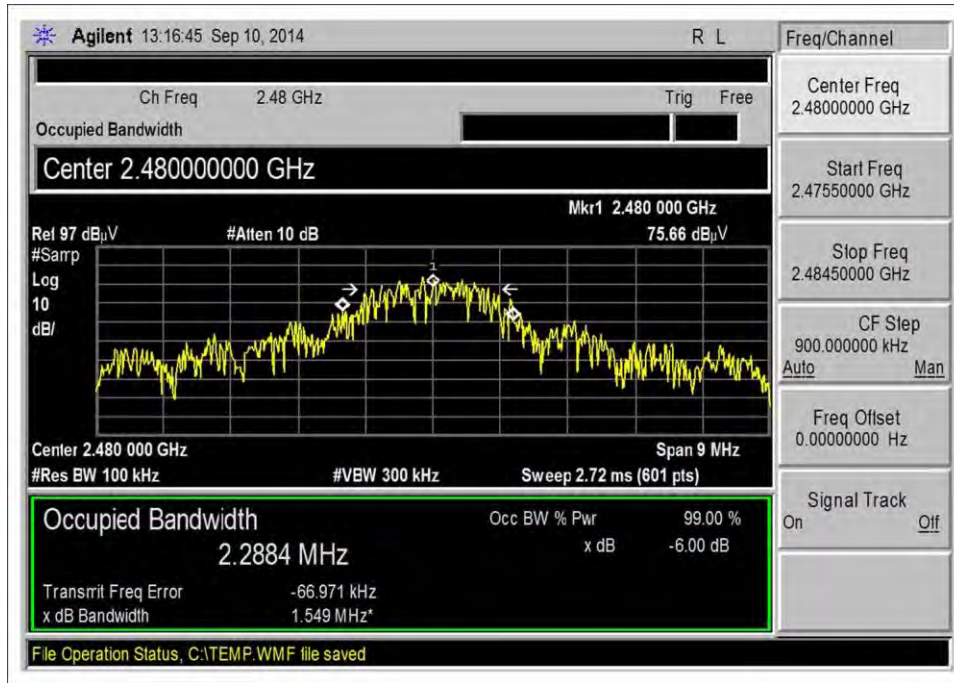 Agilent 13:16:45 Sep 10, 2014 R L
Ch Freq 2.48 GHz Trig Free
Occupied Bandwidth
Center 2.480000000 GHz
Mkr1 2.480 000 GHz
Ref 97 dBµV #Atten 10 dB 75.66 dBµV
#Samp
Log
10
dB/
1
Center 2.480 000 GHz Span 9 MHz
#Res BW 100 kHz #VBW 300 kHz Sweep 2.72 ms (601 pts)
Occupied Bandwidth Occ BW % Pwr 99.00 %
2.2884 MHz x dB -6.00 dB
Transmit Freq Error -66.971 kHz
x dB Bandwidth 1.549 MHz*
File Operation Status, C:\TEMP.WMF file saved
Freq/Channel
Center Freq
2.48000000 GHz
Start Freq
2.47550000 GHz
Stop Freq
2.48450000 GHz
CF Step
900.000000 kHz
Auto Man
Freq Offset
0.00000000 Hz
Signal Track
On Off